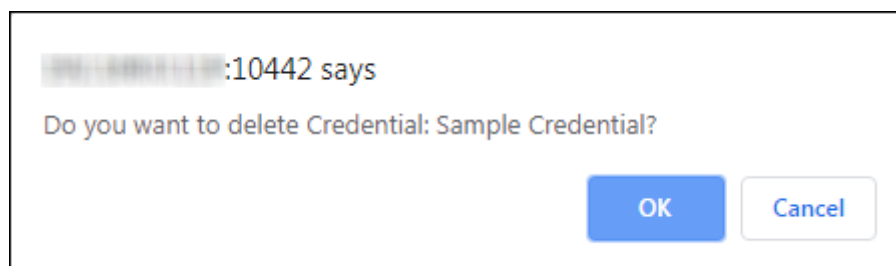 :10442 says
Do you want to delete Credential: Sample Credential?
OK
Cancel